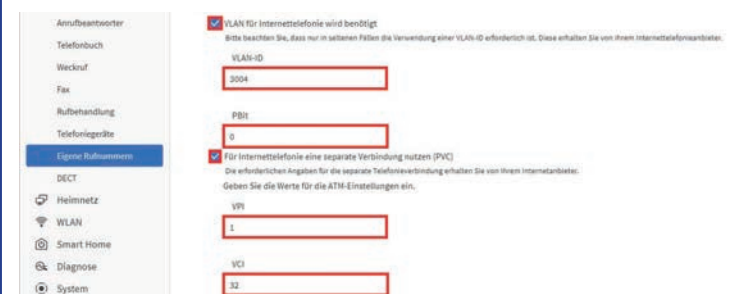 Anrufbeantworter
Telefonbuch
Weckruf
Fax
Rufbehandlung
Telefoniegeräte
Eigene Rufnummern
DECT
Heimnetz
WLAN
Smart Home
Diagnose
System
VLAN für Internettelefonie wird benötigt
Bitte beachten Sie, dass nur in seltenen Fällen die Verwendung einer VLAN-ID erforderlich ist. Diese erhalten Sie von Ihrem Internettelefonieanbieter.
VLAN-ID
3004
PBit
0
Für Internettelefonie eine separate Verbindung nutzen (PVC)
Die erforderlichen Angaben für die separate Telefonieverbindung erhalten Sie von Ihrem Internetanbieter.
Geben Sie die Werte für die ATM-Einstellungen ein.
VPI
1
VCI
32